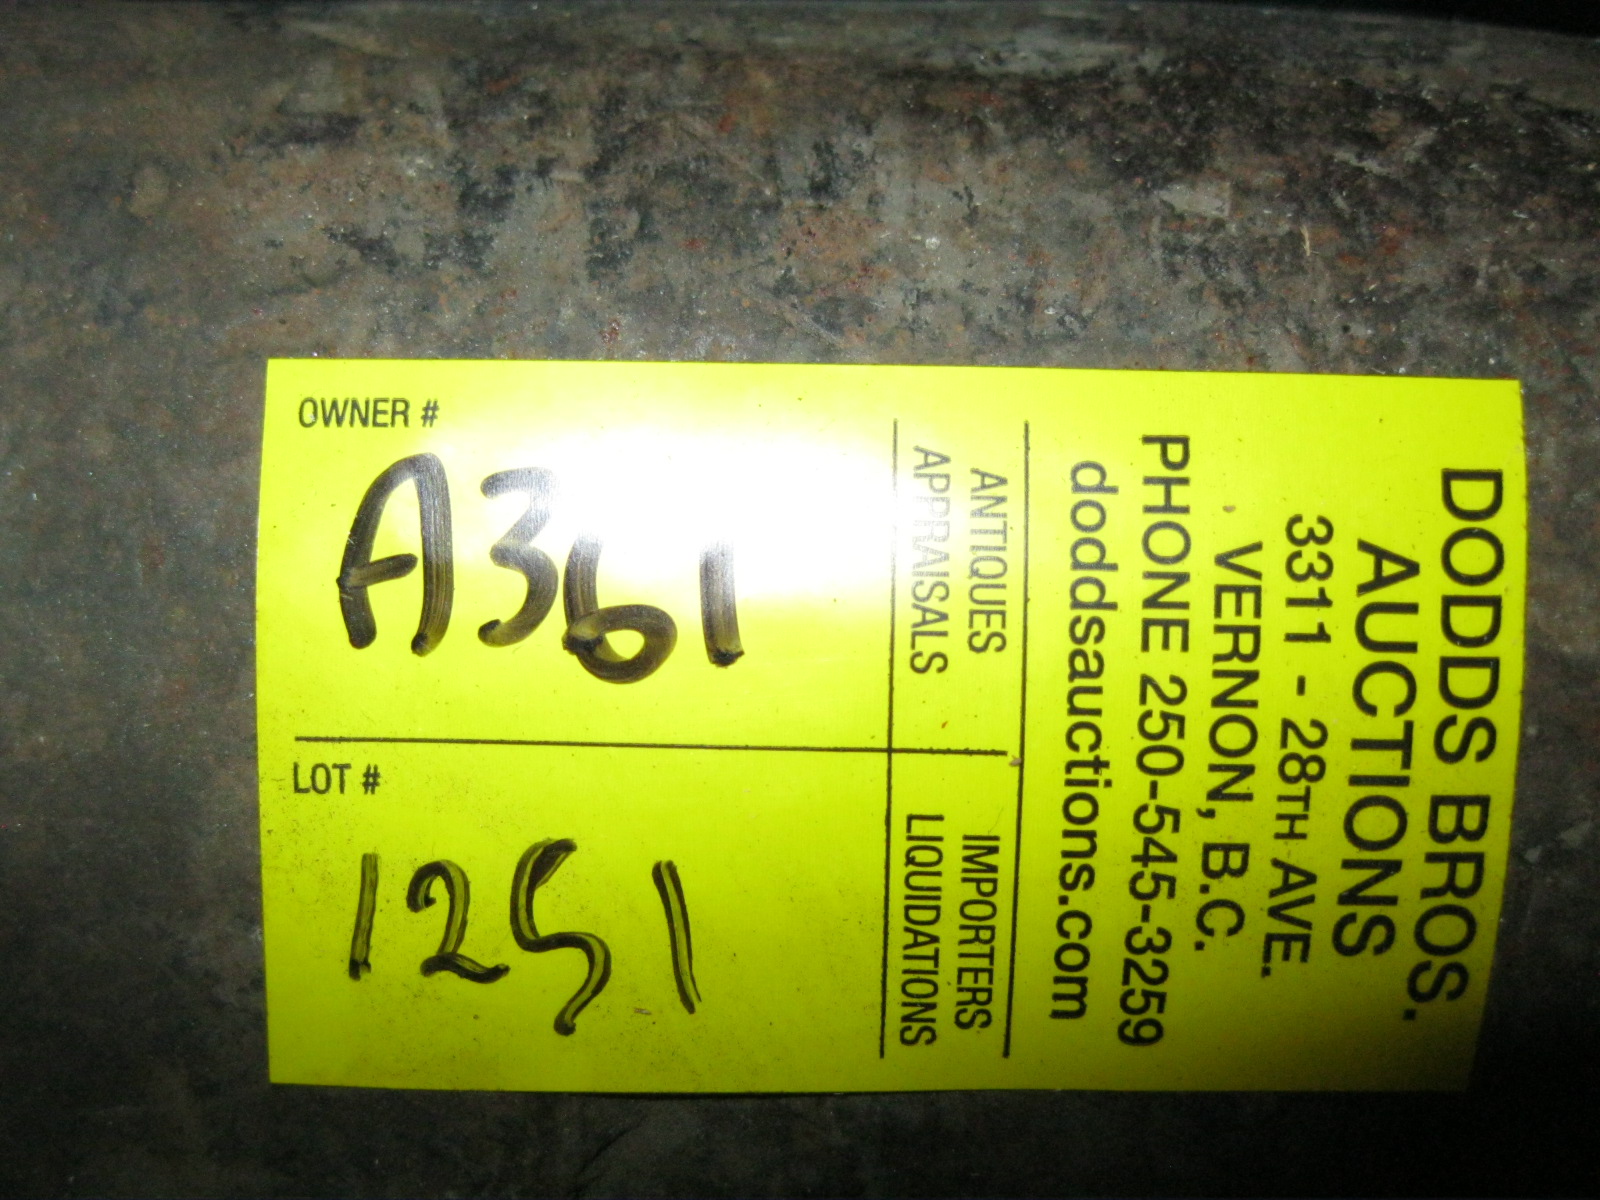 DODDS BROS.
AUCTIONS
3311 - 28TH AVE.
VERNON, B.C.
PHONE 250-545-3259
doddsauctions.com
ANTIQUES
APPRAISALS
IMPORTERS
LIQUIDATIONS
OWNER #
A361
LOT #
1251